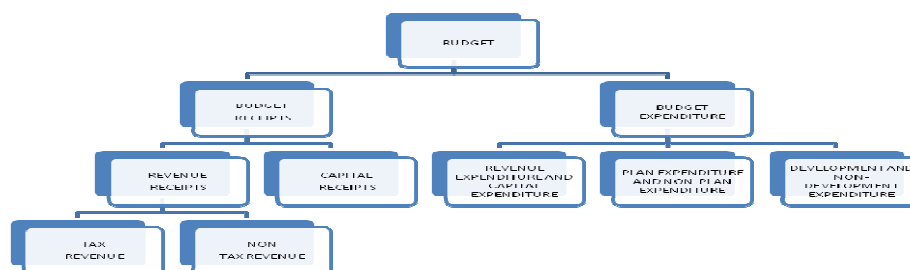 BUDGET
BUDGET
RECEIPTS
BUDGET
EXPENDITURE
REVENUE
RECEIPTS
CAPITAL
RECEIPTS
REVENUE
EXPENDITURE AND
CAPITAL
EXPENDITURE
PLAN EXPENDITURE
AND NON-PLAN
EXPENDITURE
DEVELOPMENT AND
NON-
DEVELOPMENT
EXPENDITURE
TAX
REVENUE
NON
TAX REVENUE